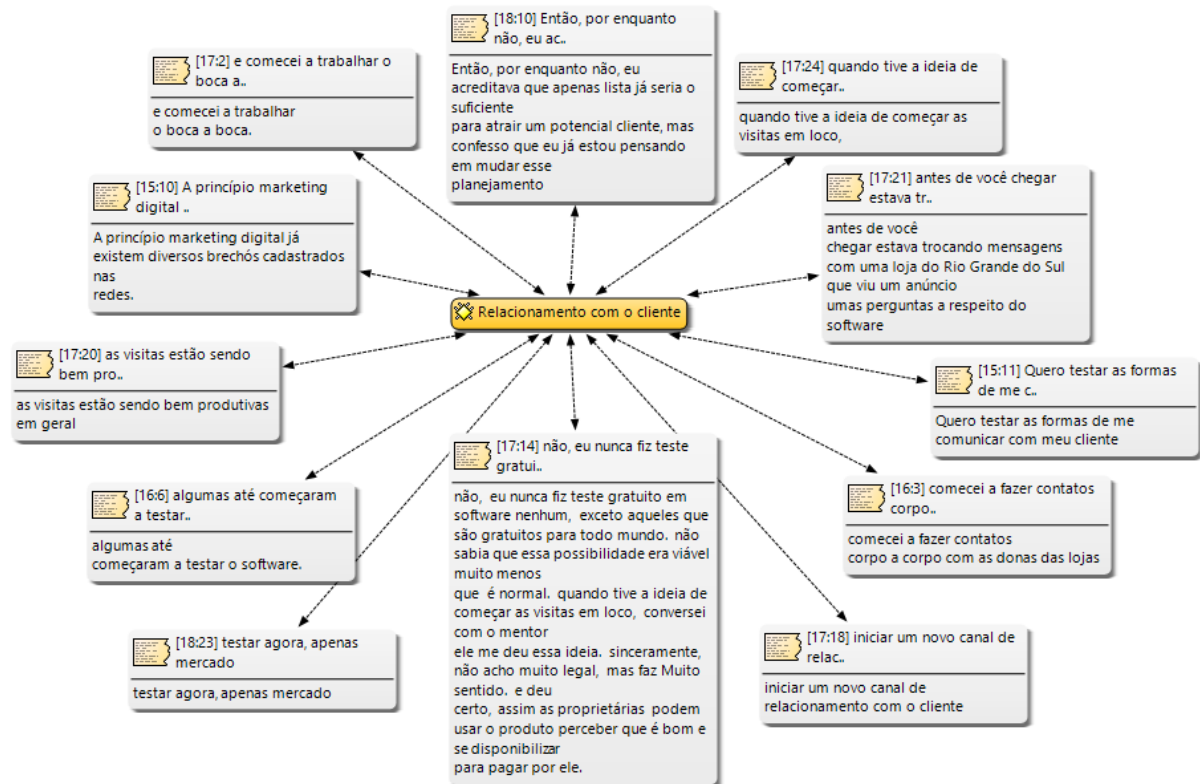 [18:10] Então, por enquanto
não, eu ac..
Então, por enquanto não, eu
acreditava que apenas lista já seria o
suficiente
para atrair um potencial cliente, mas
confesso que eu já estou pensando
em mudar esse
planejamento
[17:2] e comecei a trabalhar o
boca a..
e comecei a trabalhar
o boca a boca.
[17:24] quando tive a ideia de
começar..
quando tive a ideia de começar as
visitas em loco,
[15:10] A princípio marketing
digital ..
A princípio marketing digital já
existem diversos brechós cadastrados
nas
redes.
[17:21] antes de você chegar
estava tr..
antes de você
chegar estava trocando mensagens
com uma loja do Rio Grande do Sul
que viu um anúncio
umas perguntas a respeito do
software
Relacionamento com o cliente
[17:20] as visitas estão sendo
bem pro..
as visitas estão sendo bem produtivas
em geral
[15:11] Quero testar as formas
de me c..
Quero testar as formas de me
comunicar com meu cliente
[16:6] algumas até começaram
a testar..
algumas até
começaram a testar o software.
[17:14] não, eu nunca fiz teste
gratui..
não, eu nunca fiz teste gratuito em
software nenhum, exceto aqueles que
são gratuitos para todo mundo. não
sabia que essa possibilidade era viável
muito menos
que é normal. quando tive a ideia de
começar as visitas em loco, conversei
com o mentor
ele me deu essa ideia. sinceramente,
não acho muito legal, mas faz Muito
sentido. e deu
certo, assim as proprietárias podem
usar o produto perceber que é bom e
se disponibilizar
para pagar por ele.
[16:3] comecei a fazer contatos
corpo..
comecei a fazer contatos
corpo a corpo com as donas das lojas
[18:23] testar agora, apenas
mercado
testar agora, apenas mercado
[17:18] iniciar um novo canal de
relac..
iniciar um novo canal de
relacionamento com o cliente